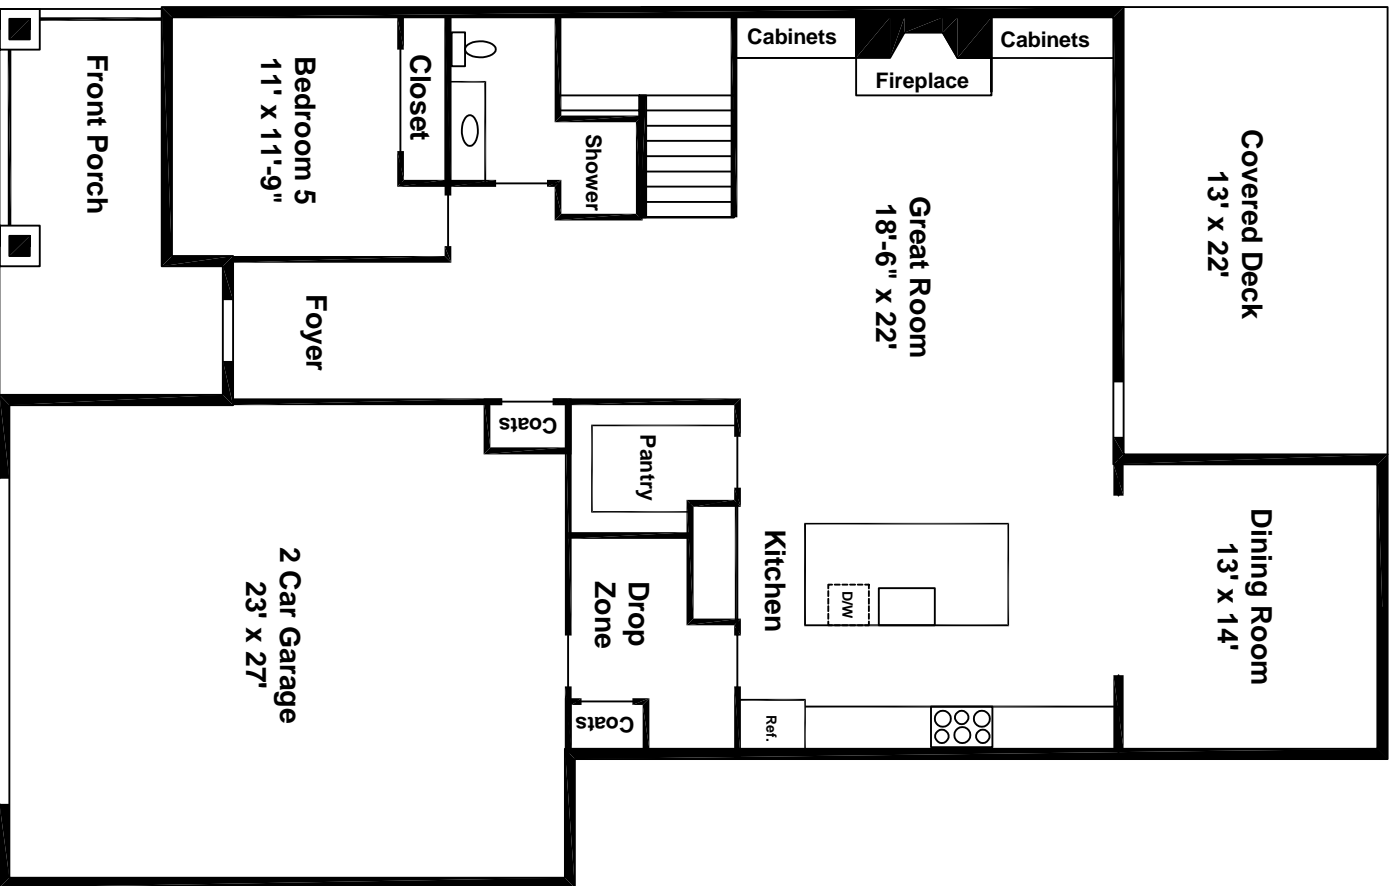 Cabinets
Fireplace
Cabinets
Front Porch
Bedroom 5
11' x 11'-9"
Closet
Shower
Great Room
18'-6" x 22'
Covered Deck
13' x 22'
Foyer
Coats
Pantry
Kitchen
D/W
Dining Room
13' x 14'
2 Car Garage
23' x 27'
Drop
Zone
Coats
Ref.